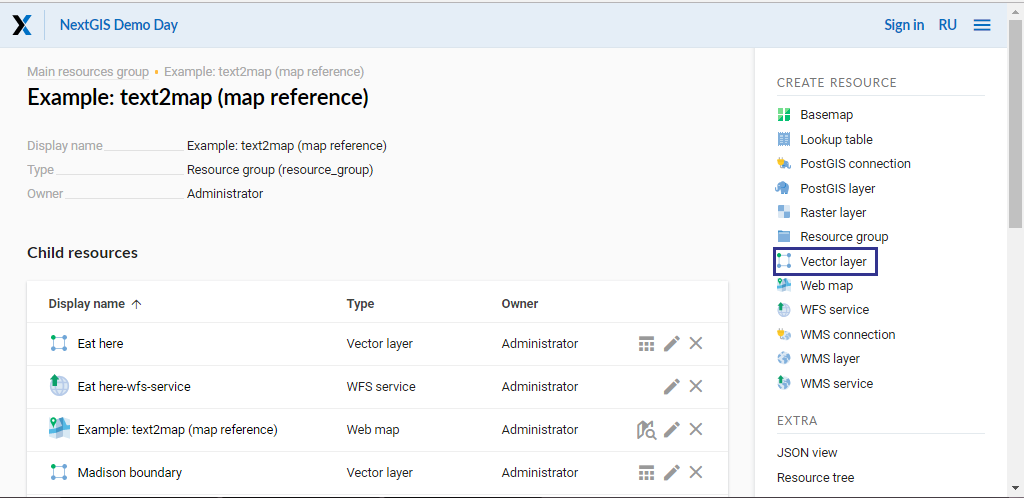 NextGIS Demo Day
Sign in RU
Main resources group • Example: text2map (map reference)
Example: text2map (map reference)
Display name Example: text2map (map reference)
Type Resource group (resource_group)
Owner Administrator
Child resources
Display name ↑ Type Owner
Eat here Vector layer Administrator
Eat here-wfs-service WFS service Administrator
Example: text2map (map reference) Web map Administrator
Madison boundary Vector layer Administrator
CREATE RESOURCE
Basemap
Lookup table
PostGIS connection
PostGIS layer
Raster layer
Resource group
Vector layer
Web map
WFS service
WMS connection
WMS layer
WMS service
EXTRA
JSON view
Resource tree